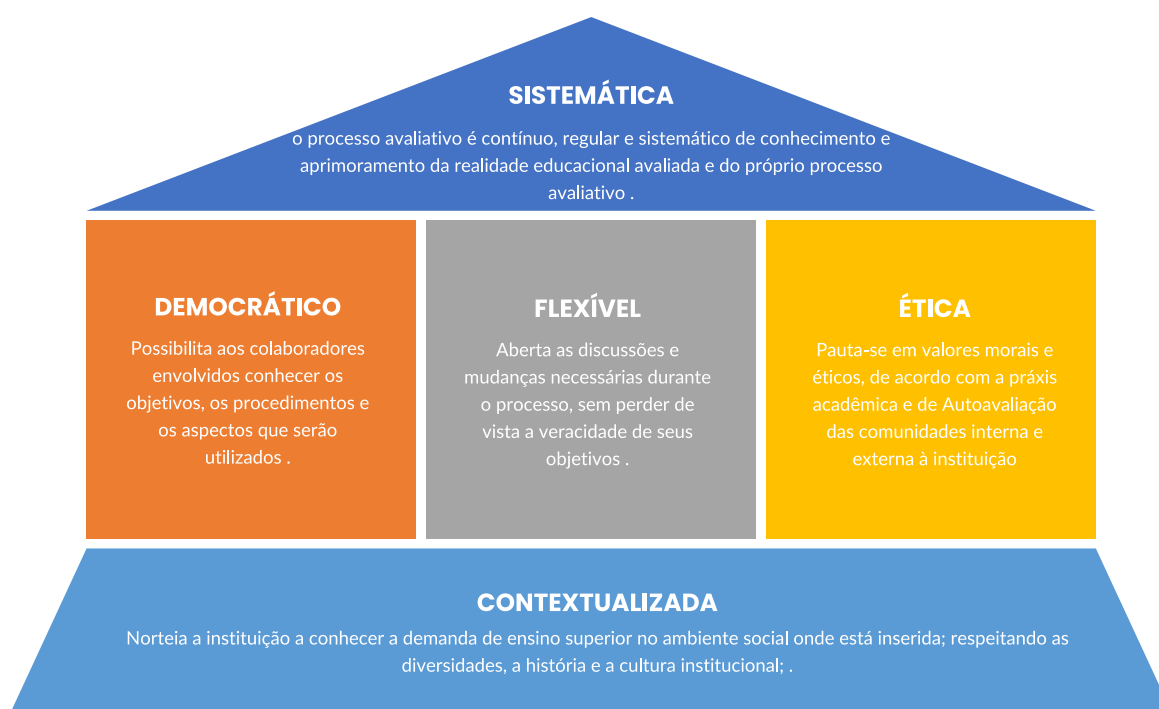 SISTEMÁTICA
o processo avaliativo é contínuo, regular e sistemático de conhecimento e
aprimoramento da realidade educacional avaliada e do próprio processo
avaliativo .
DEMOCRÁTICO
Possibilita aos colaboradores
envolvidos conhecer os
objetivos, os procedimentos e
os aspectos que serão
utilizados .
FLEXÍVEL
Aberta as discussões e
mudanças necessárias durante
o processo, sem perder de
vista a veracidade de seus
objetivos .
ÉTICA
Pauta-se em valores morais e
éticos, de acordo com a práxis
acadêmica e de Autoavaliação
das comunidades interna e
externa à instituição
CONTEXTUALIZADA
Norteia a instituição a conhecer a demanda de ensino superior no ambiente social onde está inserida; respeitando as
diversidades, a história e a cultura institucional; .